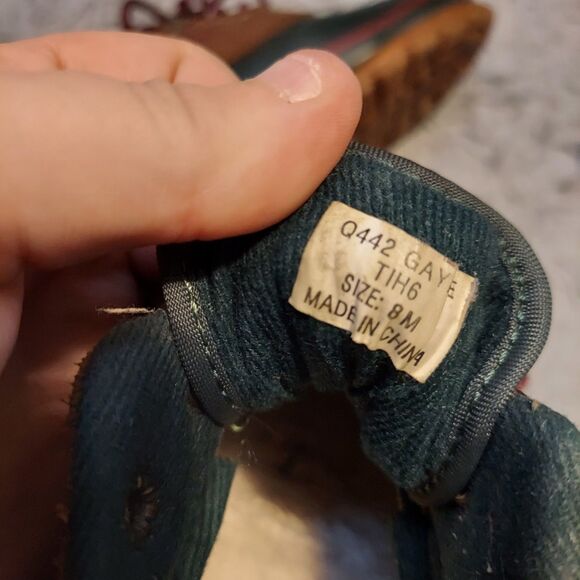 Q442 GAYE
TIH6
SIZE: 8M
MADE IN CHINA